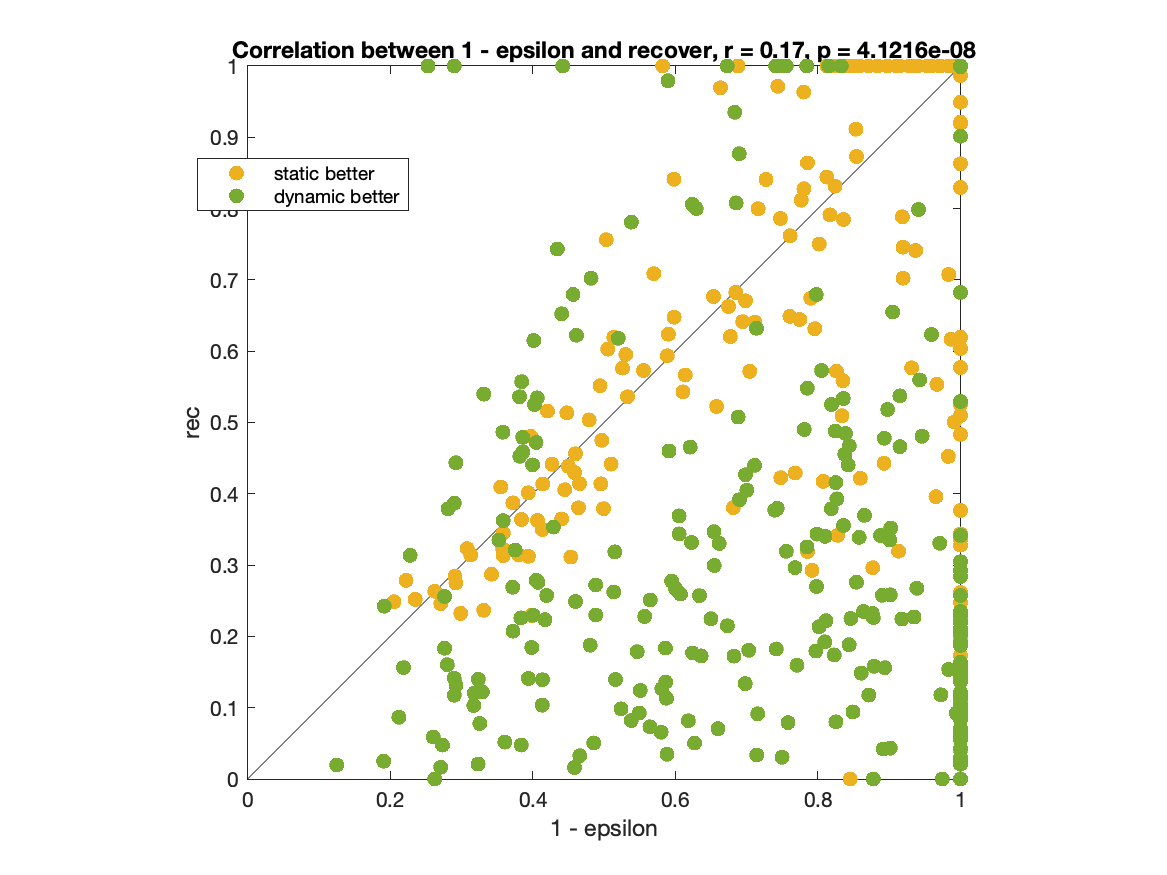 Correlation between 1 - epsilon and recover, r = 0.17, p = 4.1216e-08
1
0.9
static better
dynamic better
0.8
0.7
0.6
rec
0.5
0.4
0.3
0.2
0.1
0
0 0.2 0.4 0.6 0.8 1
1 - epsilon